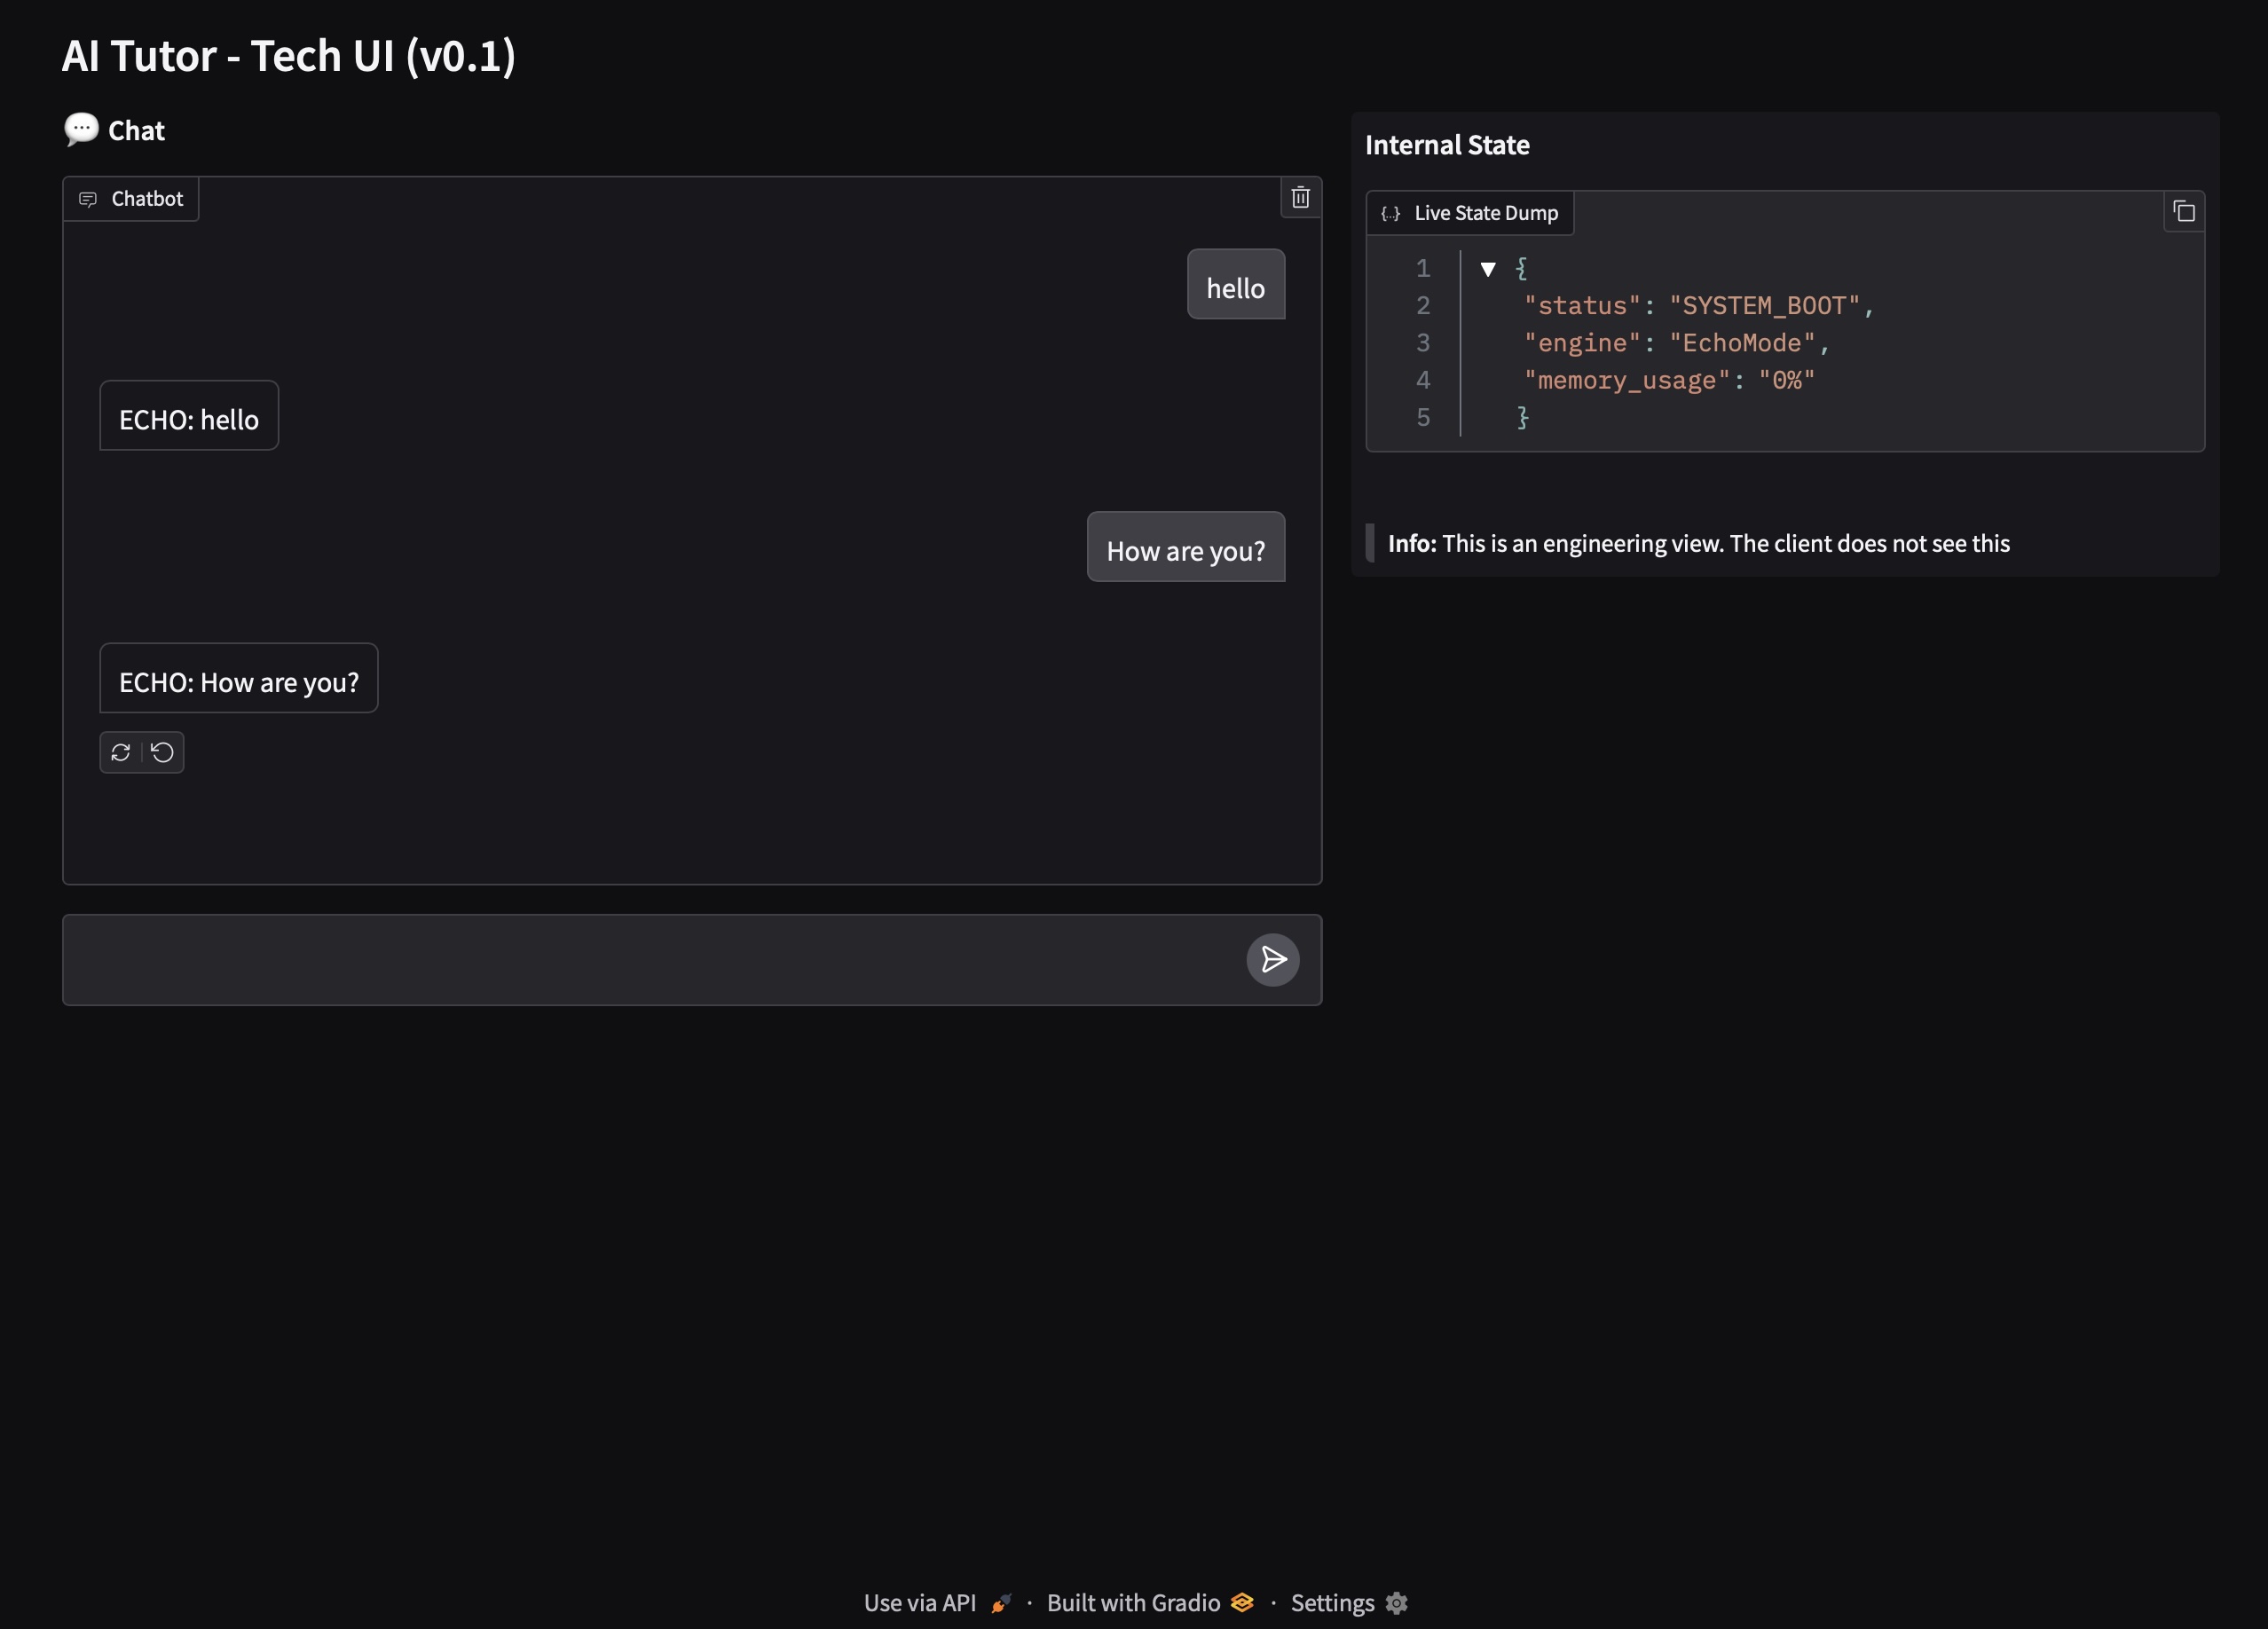 AI Tutor - Tech UI (v0.1)
💬 Chat
Chatbot
hello
ECHO: hello
How are you?
ECHO: How are you?
Internal State
{..} Live State Dump
1 ▼ {
2 "status": "SYSTEM_BOOT",
3 "engine": "EchoMode",
4 "memory_usage": "0%"
5 }
Info: This is an engineering view. The client does not see this
Use via API · Built with Gradio · Settings